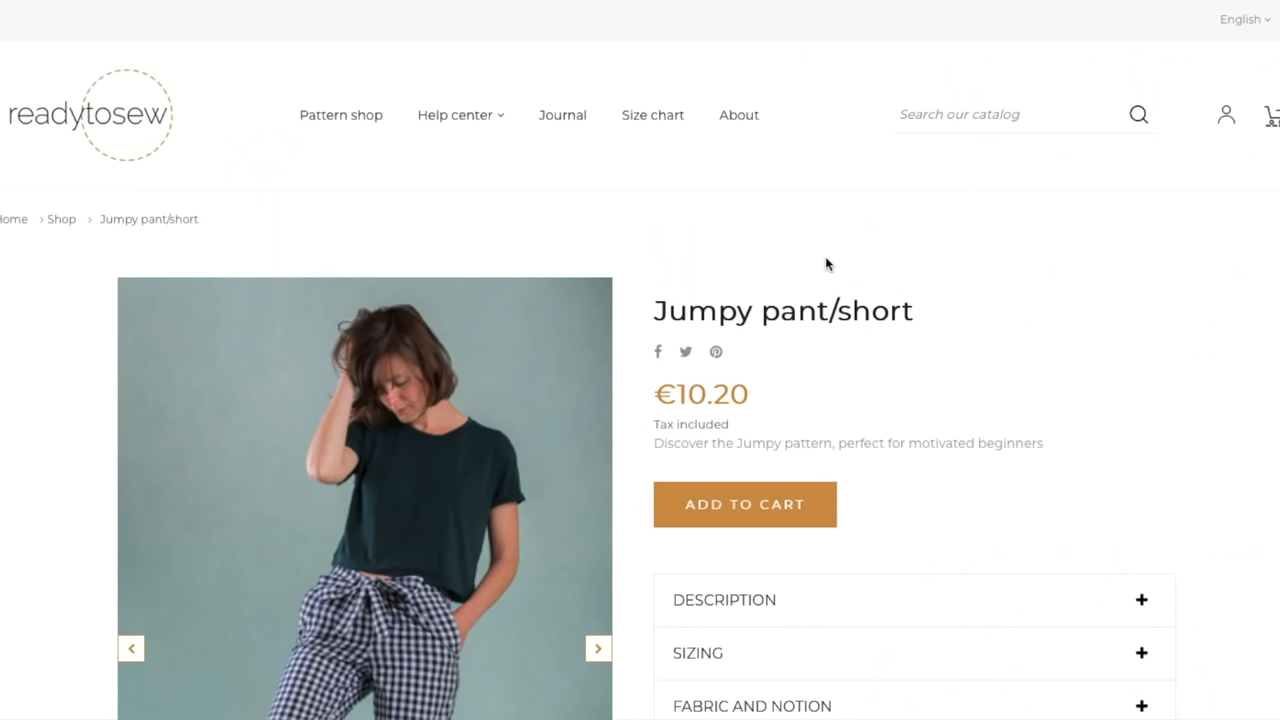 English
readytosew
Pattern shop Help center Journal Size chart About Search our catalog
Home > Shop > Jumpy pant/short
Jumpy pant/short
€10.20
Tax included
Discover the Jumpy pattern, perfect for motivated beginners
ADD TO CART
DESCRIPTION
SIZING
FABRIC AND NOTION